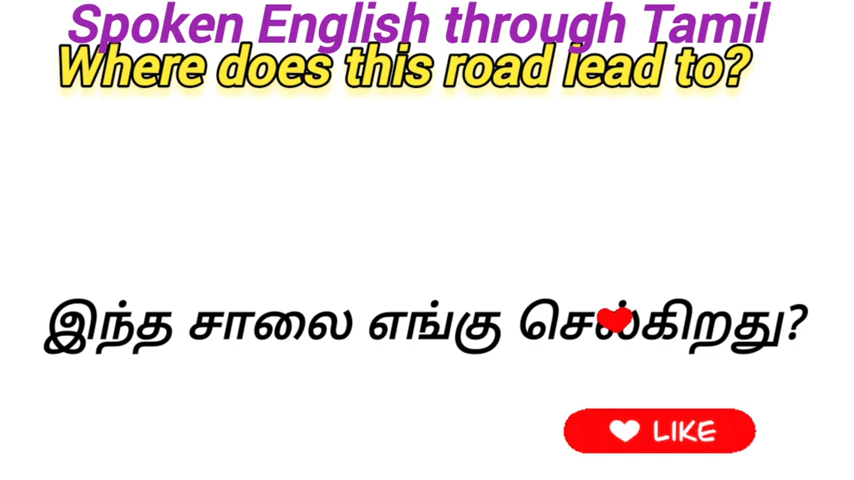 Spoken English through Tamil
Where does this road lead to?
இந்த சாலை எங்கு செல்கிறது?
LIKE